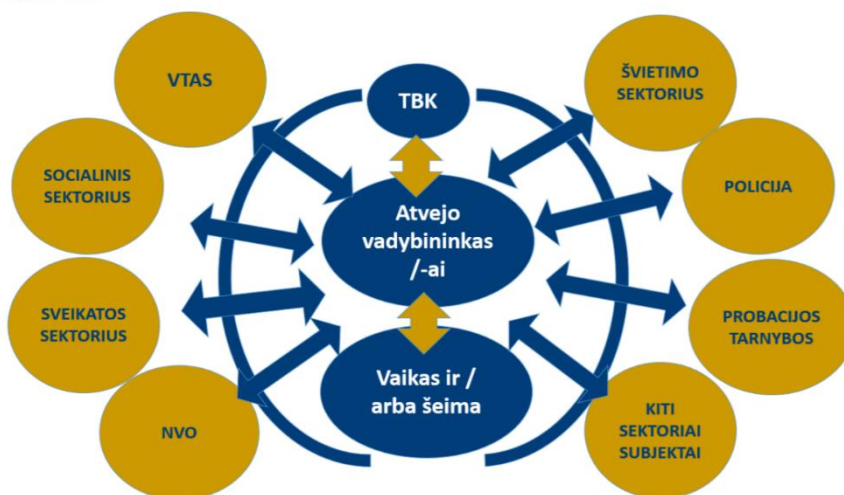 VTAS
SOCIALINIS
SEKTORIUS
SVEIKATOS
SEKTORIUS
NVO
TBK
Atvejo
vadybininkas
/-ai
Vaikas ir /
arba šeima
ŠVIETIMO
SEKTORIUS
POLICIJA
PROBACIJOS
TARNYBOS
KITI
SEKTORIAI
SUBJEKTAI